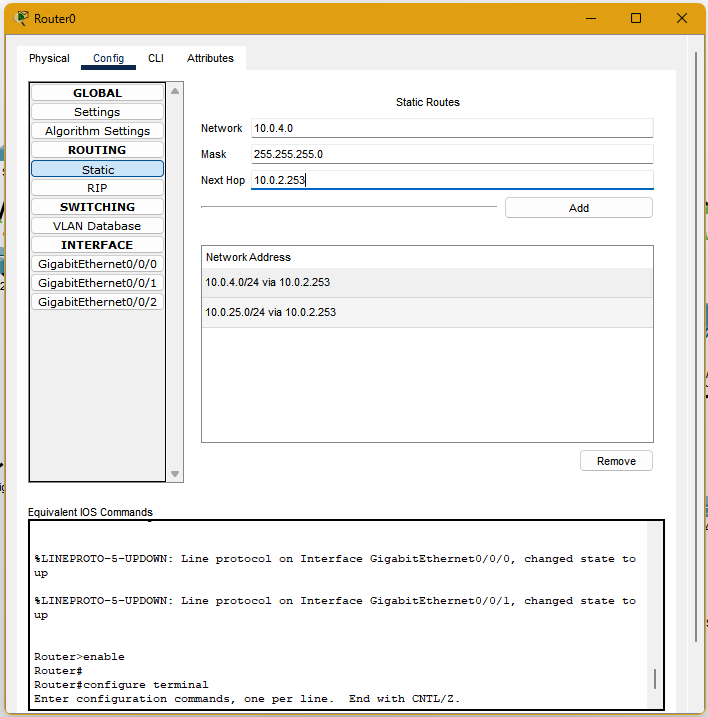 Router0
Physical Config CLI Attributes
GLOBAL
Settings
Algorithm Settings
ROUTING
Static
RIP
SWITCHING
VLAN Database
INTERFACE
GigabitEthernet0/0/0
GigabitEthernet0/0/1
GigabitEthernet0/0/2
Static Routes
Network 10.0.4.0
Mask 255.255.255.0
Next Hop 10.0.2.253
Add
Network Address
10.0.4.0/24 via 10.0.2.253
10.0.25.0/24 via 10.0.2.253
Remove
Equivalent IOS Commands
%LINEPROTO-5-UPDOWN: Line protocol on Interface GigabitEthernet0/0/0, changed state to
up
%LINEPROTO-5-UPDOWN: Line protocol on Interface GigabitEthernet0/0/1, changed state to
up
Router>enable
Router#
Router#configure terminal
Enter configuration commands, one per line.  End with CNTL/Z.